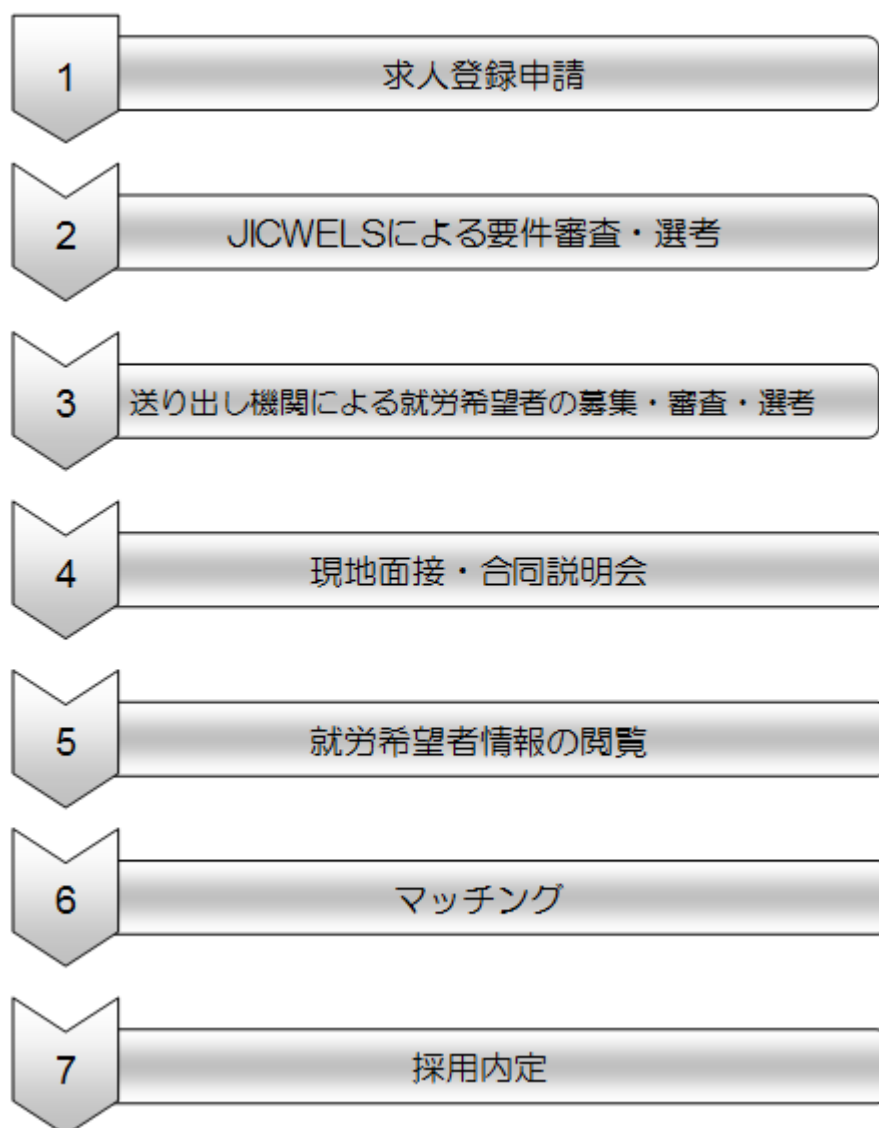 1 求人登録申請
2 JICWELSによる要件審査・選考
3 送り出し機関による就労希望者の募集・審査・選考
4 現地面接・合同説明会
5 就労希望者情報の閲覧
6 マッチング
7 採用内定